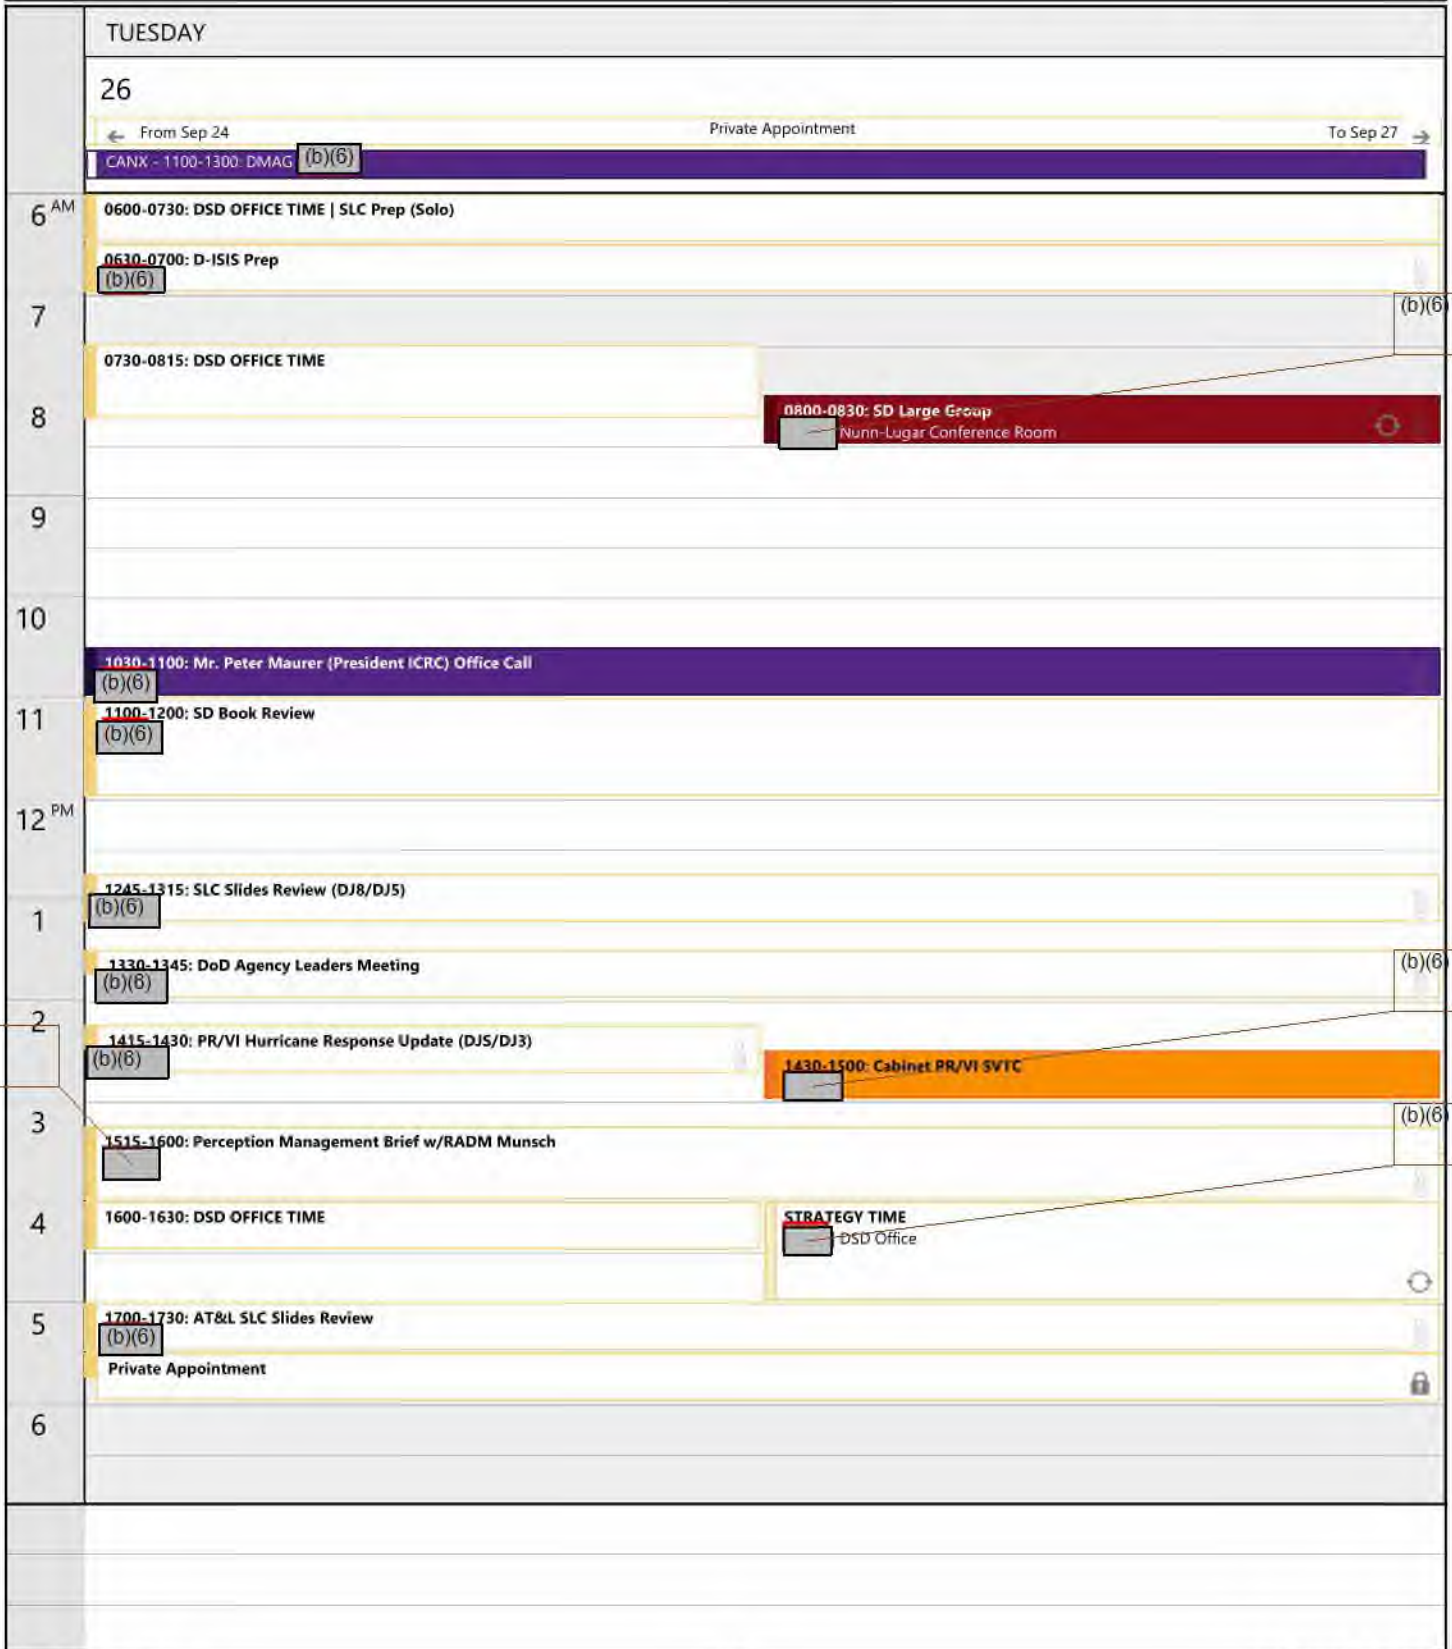 TUESDAY
26
← From Sep 24 Private Appointment To Sep 27 →
CANX - 1100-1300: DMAG (b)(6)
6 AM
0600-0730: DSD OFFICE TIME | SLC Prep (Solo)
0630-0700: D-ISIS Prep
(b)(6)
7
(b)(6)
0730-0815: DSD OFFICE TIME
8
0800-0830: SD Large Group
Nunn-Lugar Conference Room
9
10
1030-1100: Mr. Peter Maurer (President ICRC) Office Call
(b)(6)
11
1100-1200: SD Book Review
(b)(6)
12 PM
1245-1315: SLC Slides Review (DJ8/DJ5)
(b)(6)
1
1330-1345: DoD Agency Leaders Meeting
(b)(6)
(b)(6)
2
1415-1430: PR/VI Hurricane Response Update (DJS/DJ3)
(b)(6)
1430-1500: Cabinet PR/VI SVTC
3
(b)(6)
1515-1600: Perception Management Brief w/RADM Munsch
4
1600-1630: DSD OFFICE TIME
STRATEGY TIME
DSD Office
5
1700-1730: AT&L SLC Slides Review
(b)(6)
Private Appointment
6